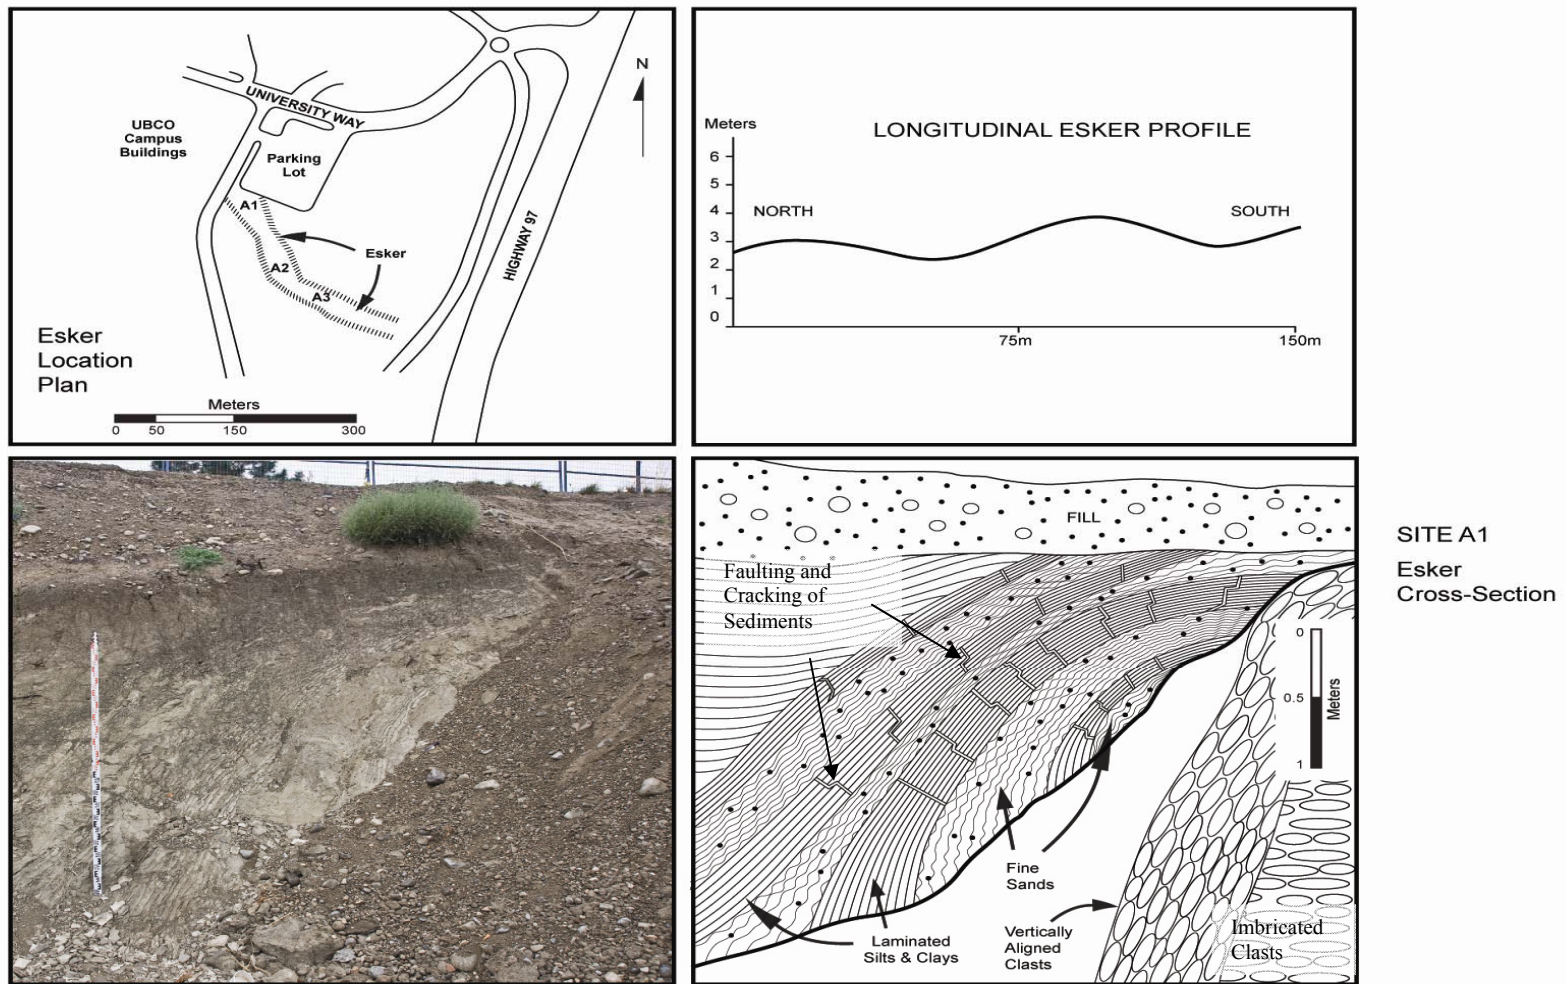 N
UNIVERSITY WAY
UBCO
Campus
Buildings
Parking
Lot
A1
Esker
A2
A3
HIGHWAY 97
Esker
Location
Plan
Meters
0 50 150 300
Meters
LONGITUDINAL ESKER PROFILE
6
5
4
3
2
1
0
NORTH
SOUTH
75m
150m
FILL
Faulting and
Cracking of
Sediments
0
0.5
1
Meters
Fine
Sands
Laminated
Silts & Clays
Vertically
Aligned
Clasts
Imbricated
Clasts
SITE A1
Esker
Cross-Section